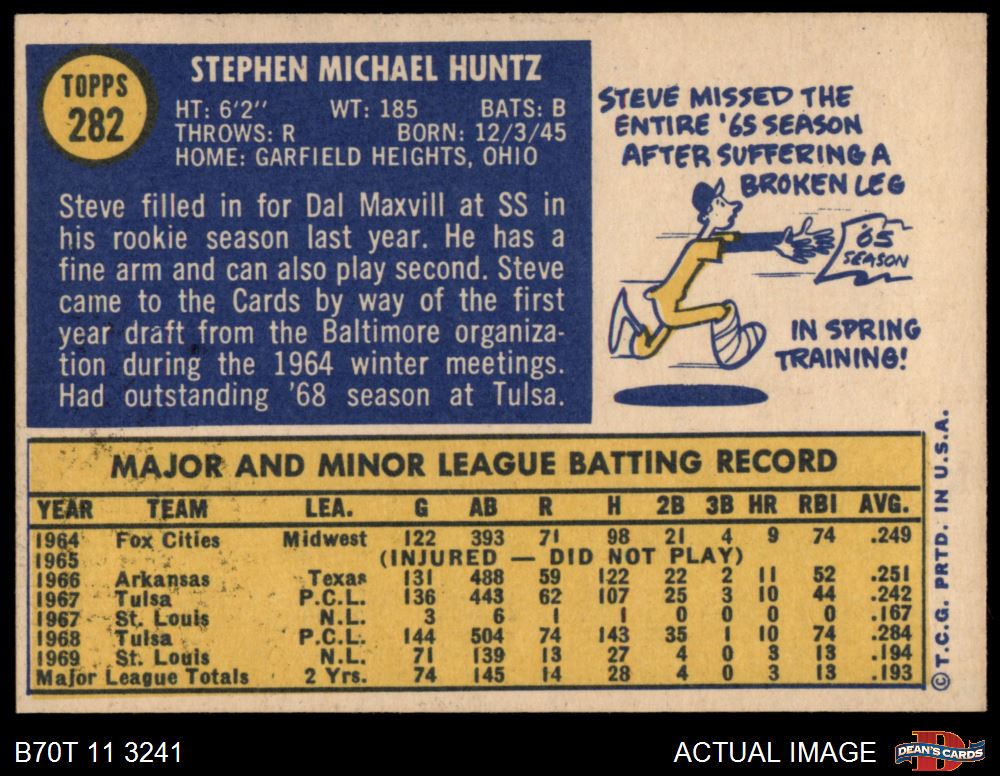 TOPPS
282
STEPHEN MICHAEL HUNTZ
HT: 6'2" WT: 185 BATS: B
THROWS: R BORN: 12/3/45
HOME: GARFIELD HEIGHTS, OHIO
Steve filled in for Dal Maxvill at SS in
his rookie season last year. He has a
fine arm and can also play second. Steve
came to the Cards by way of the first
year draft from the Baltimore organiza-
tion during the 1964 winter meetings.
Had outstanding '68 season at Tulsa.
STEVE MISSED THE
ENTIRE '65 SEASON
AFTER SUFFERING A
BROKEN LEG
'65
SEASON
IN SPRING
TRAINING!
MAJOR AND MINOR LEAGUE BATTING RECORD
YEAR TEAM LEA. G AB R H 2B 3B HR RBI AVG.
1964 Fox Cities Midwest 122 393 71 98 21 4 9 74 .249
1965 (INJURED — DID NOT PLAY)
1966 Arkansas Texas 131 488 59 122 22 2 11 52 .251
1967 Tulsa P.C.L. 136 443 62 107 25 3 10 44 .242
1967 St. Louis N.L. 3 6 1 1 0 0 0 0 .167
1968 Tulsa P.C.L. 144 504 74 143 35 1 10 74 .284
1969 St. Louis N.L. 71 139 13 27 4 0 3 13 .194
Major League Totals 2 Yrs. 74 145 14 28 4 0 3 13 .193
© T.C.G. PRTD. IN U.S.A.
B70T 11 3241
ACTUAL IMAGE
DEAN'S CARDS